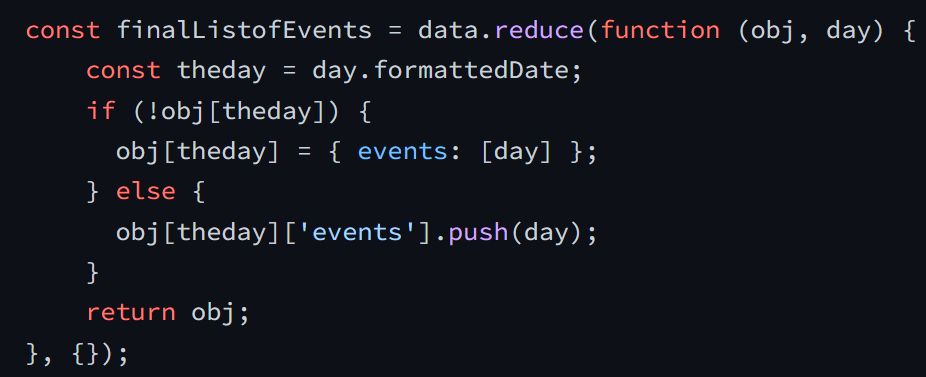 const finalListofEvents = data.reduce(function (obj, day) {
    const theday = day.formattedDate;
    if (!obj[theday]) {
      obj[theday] = { events: [day] };
    } else {
      obj[theday]['events'].push(day);
    }
    return obj;
}, {});